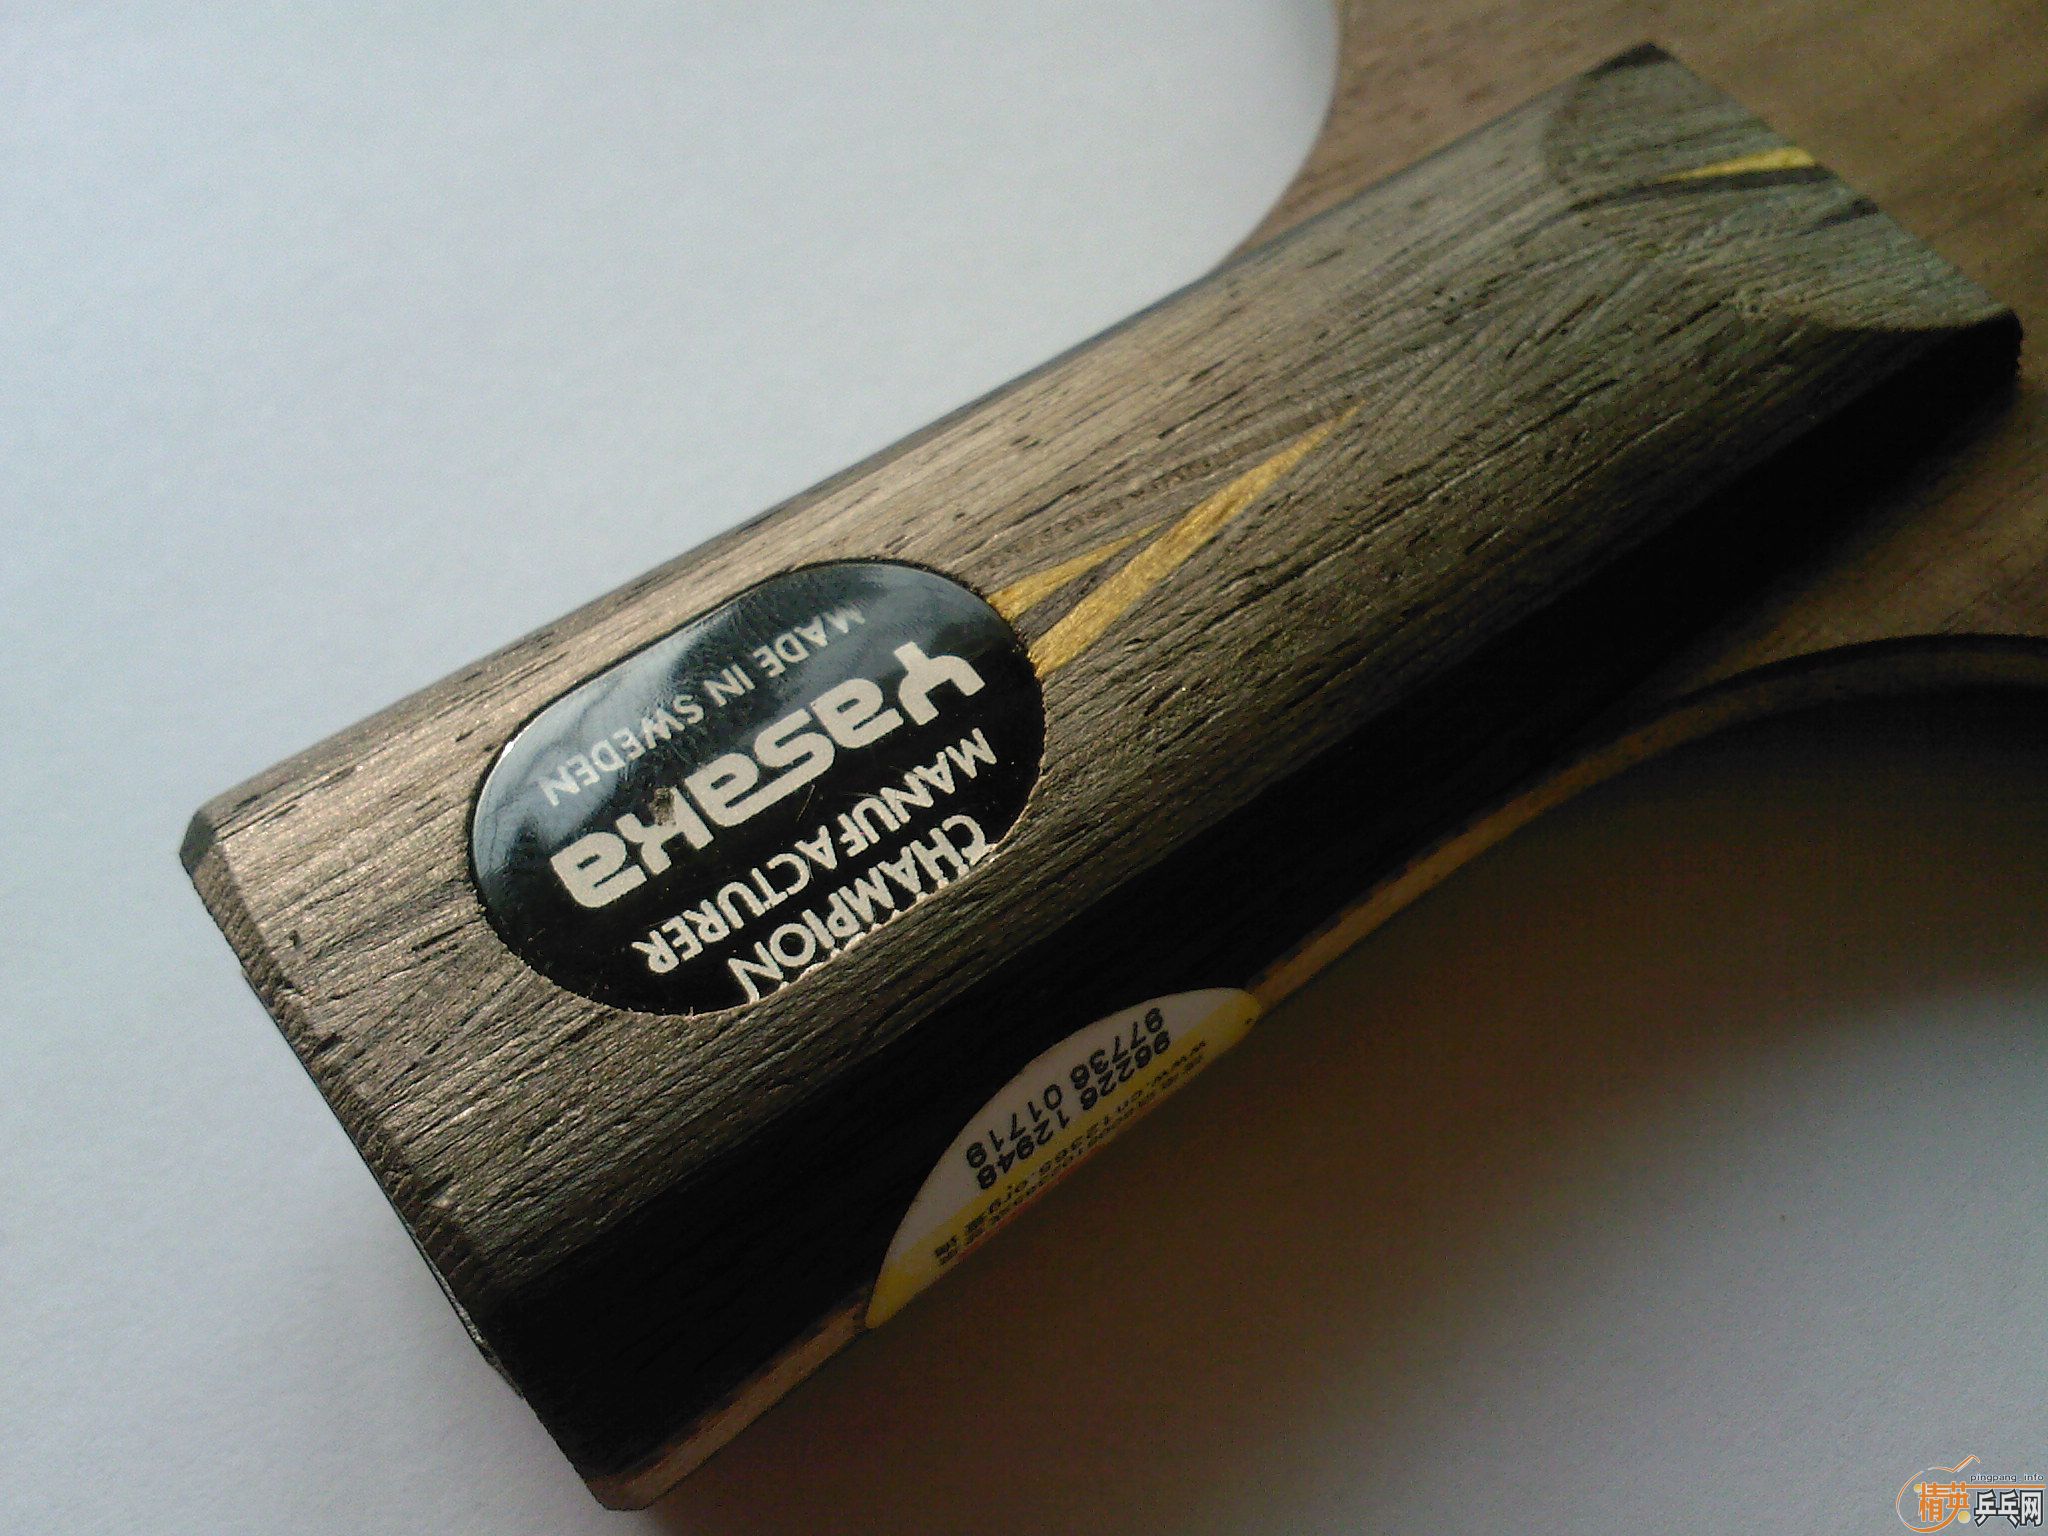 CHAMPION
MANUFACTURER
Yasaka
MADE IN SWEDEN
97736 01719
96226 12948
pingpang.info
精英乒乓网